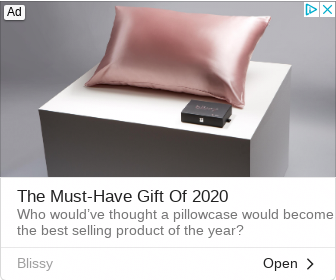 Ad
The Must-Have Gift Of 2020
Who would’ve thought a pillowcase would become
the best selling product of the year?
Blissy
Open